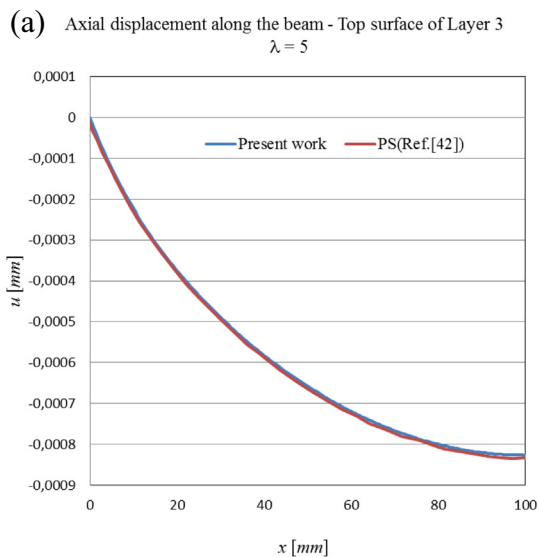 (a) Axial displacement along the beam - Top surface of Layer 3
λ = 5
0,0001
0
-0,0001
-0,0002
-0,0003
-0,0004
-0,0005
-0,0006
-0,0007
-0,0008
-0,0009
u [mm]
Present work PS(Ref.[42])
0 20 40 60 80 100
x [mm]